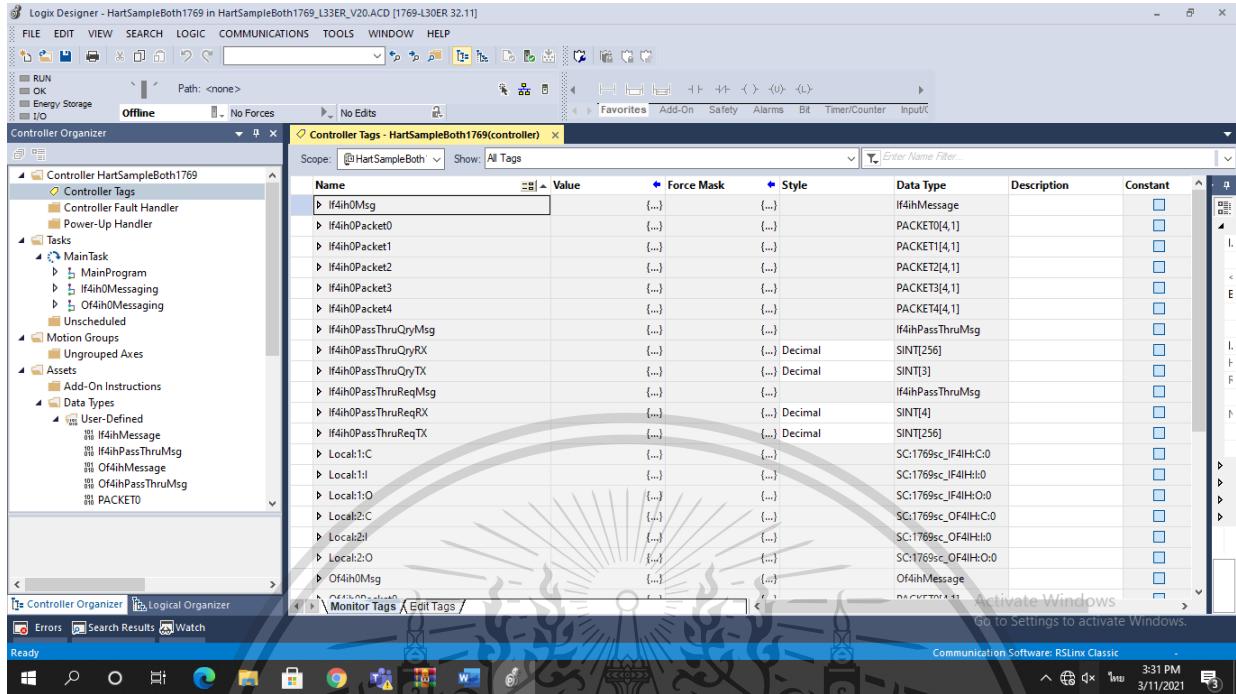 Logix Designer - HartSampleBoth1769 in HartSampleBoth1769_L33ER_V20.ACD [1769-L30ER 32.11]
FILE EDIT VIEW SEARCH LOGIC COMMUNICATIONS TOOLS WINDOW HELP
RUN
OK
Energy Storage
I/O
Path: <none>
Offline No Forces No Edits
Favorites Add-On Safety Alarms Bit Timer/Counter Input/C
Controller Organizer
Controller HartSampleBoth1769
Controller Tags
Controller Fault Handler
Power-Up Handler
Tasks
MainTask
MainProgram
If4ih0Messaging
Of4ih0Messaging
Unscheduled
Motion Groups
Ungrouped Axes
Assets
Add-On Instructions
Data Types
User-Defined
If4ihMessage
If4ihPassThruMsg
Of4ihMessage
Of4ihPassThruMsg
PACKET0
Controller Organizer Logical Organizer
Controller Tags - HartSampleBoth1769(controller)
Scope: HartSampleBoth Show: All Tags Enter Name Filter...
Name Value Force Mask Style Data Type Description Constant
If4ih0Msg {...} {...} If4ihMessage
If4ih0Packet0 {...} {...} PACKET0[4,1]
If4ih0Packet1 {...} {...} PACKET1[4,1]
If4ih0Packet2 {...} {...} PACKET2[4,1]
If4ih0Packet3 {...} {...} PACKET3[4,1]
If4ih0Packet4 {...} {...} PACKET4[4,1]
If4ih0PassThruQryMsg {...} {...} If4ihPassThruMsg
If4ih0PassThruQryRX {...} {...} Decimal SINT[256]
If4ih0PassThruQryTX {...} {...} Decimal SINT[3]
If4ih0PassThruReqMsg {...} {...} If4ihPassThruMsg
If4ih0PassThruReqRX {...} {...} Decimal SINT[4]
If4ih0PassThruReqTX {...} {...} Decimal SINT[256]
Local:1:C {...} {...} SC:1769sc_IF4IH:C:0
Local:1:I {...} {...} SC:1769sc_IF4IH:I:0
Local:1:O {...} {...} SC:1769sc_IF4IH:O:0
Local:2:C {...} {...} SC:1769sc_OF4IH:C:0
Local:2:I {...} {...} SC:1769sc_OF4IH:I:0
Local:2:O {...} {...} SC:1769sc_OF4IH:O:0
Of4ih0Msg {...} {...} Of4ihMessage
Of4ih0Packet0 {...} {...} PACKET0[4,1]
Monitor Tags Edit Tags
Activate Windows
Go to Settings to activate Windows.
Errors Search Results Watch
Ready Communication Software: RSLinx Classic
ไทย 3:31 PM
3/11/2021